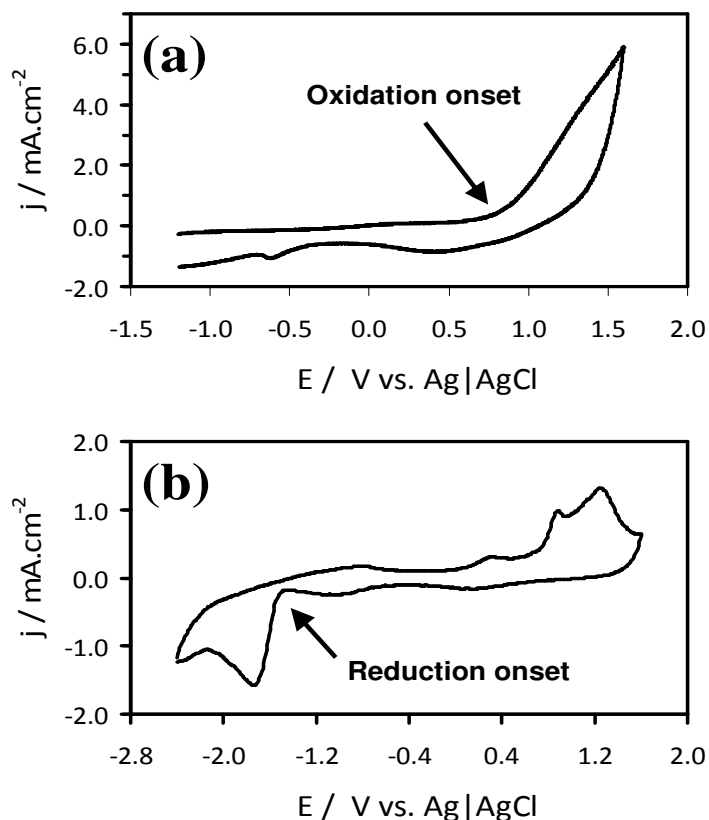 (a)
6.0
Oxidation onset
4.0
2.0
0.0
-2.0
j / mA.cm⁻²
-1.5 -1.0 -0.5 0.0 0.5 1.0 1.5 2.0
E / V vs. Ag|AgCl
(b)
2.0
1.0
0.0
-1.0
Reduction onset
-2.0
j / mA.cm⁻²
-2.8 -2.0 -1.2 -0.4 0.4 1.2 2.0
E / V vs. Ag|AgCl